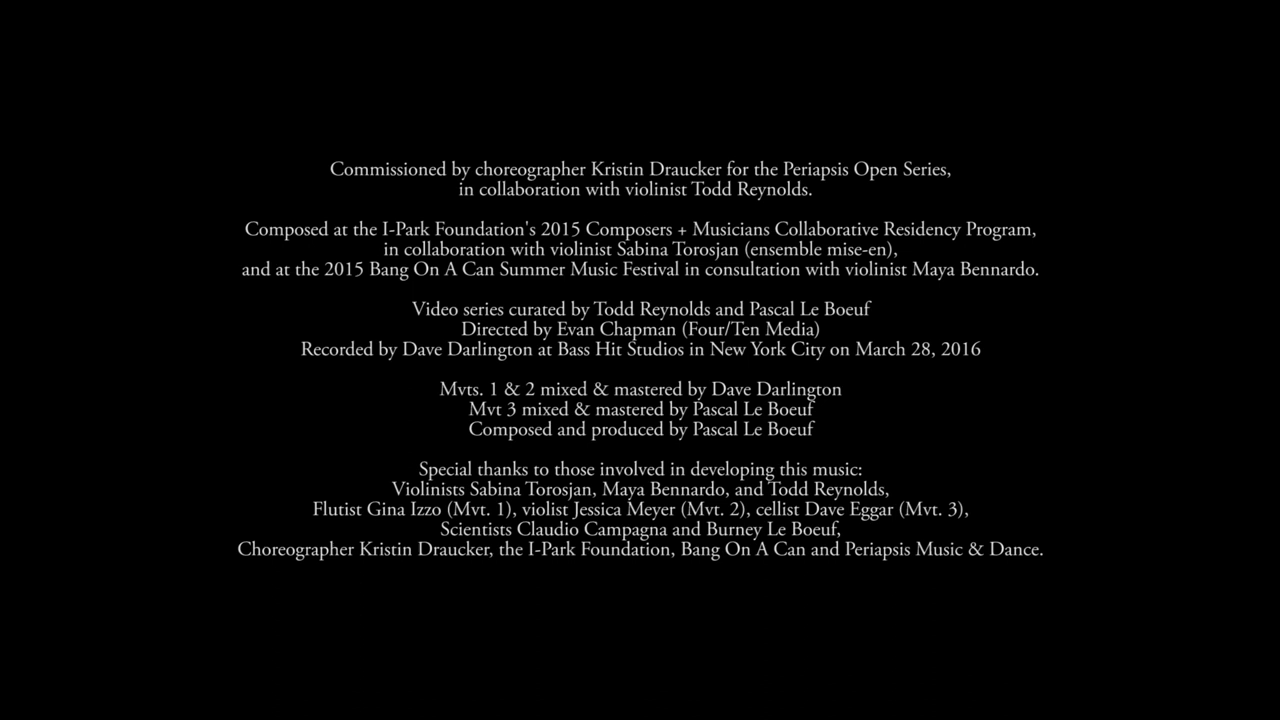 Commissioned by choreographer Kristin Draucker for the Periapsis Open Series,
in collaboration with violinist Todd Reynolds.
Composed at the I-Park Foundation's 2015 Composers + Musicians Collaborative Residency Program,
in collaboration with violinist Sabina Torosjan (ensemble mise-en),
and at the 2015 Bang On A Can Summer Music Festival in consultation with violinist Maya Bennardo.
Video series curated by Todd Reynolds and Pascal Le Boeuf
Directed by Evan Chapman (Four/Ten Media)
Recorded by Dave Darlington at Bass Hit Studios in New York City on March 28, 2016
Mvts. 1 & 2 mixed & mastered by Dave Darlington
Mvt 3 mixed & mastered by Pascal Le Boeuf
Composed and produced by Pascal Le Boeuf
Special thanks to those involved in developing this music:
Violinists Sabina Torosjan, Maya Bennardo, and Todd Reynolds,
Flutist Gina Izzo (Mvt. 1), violist Jessica Meyer (Mvt. 2), cellist Dave Eggar (Mvt. 3),
Scientists Claudio Campagna and Burney Le Boeuf,
Choreographer Kristin Draucker, the I-Park Foundation, Bang On A Can and Periapsis Music & Dance.